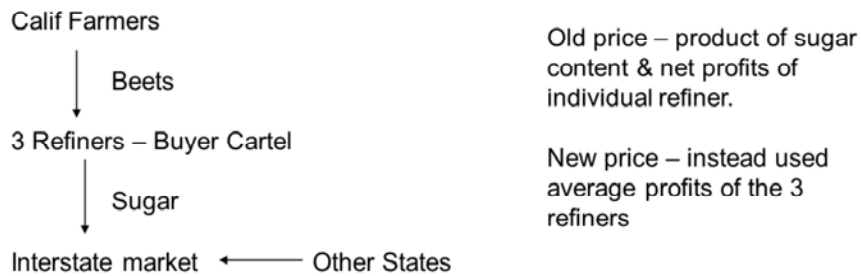 Calif Farmers
Beets
3 Refiners – Buyer Cartel
Sugar
Interstate market
Other States
Old price – product of sugar
content & net profits of
individual refiner.
New price – instead used
average profits of the 3
refiners